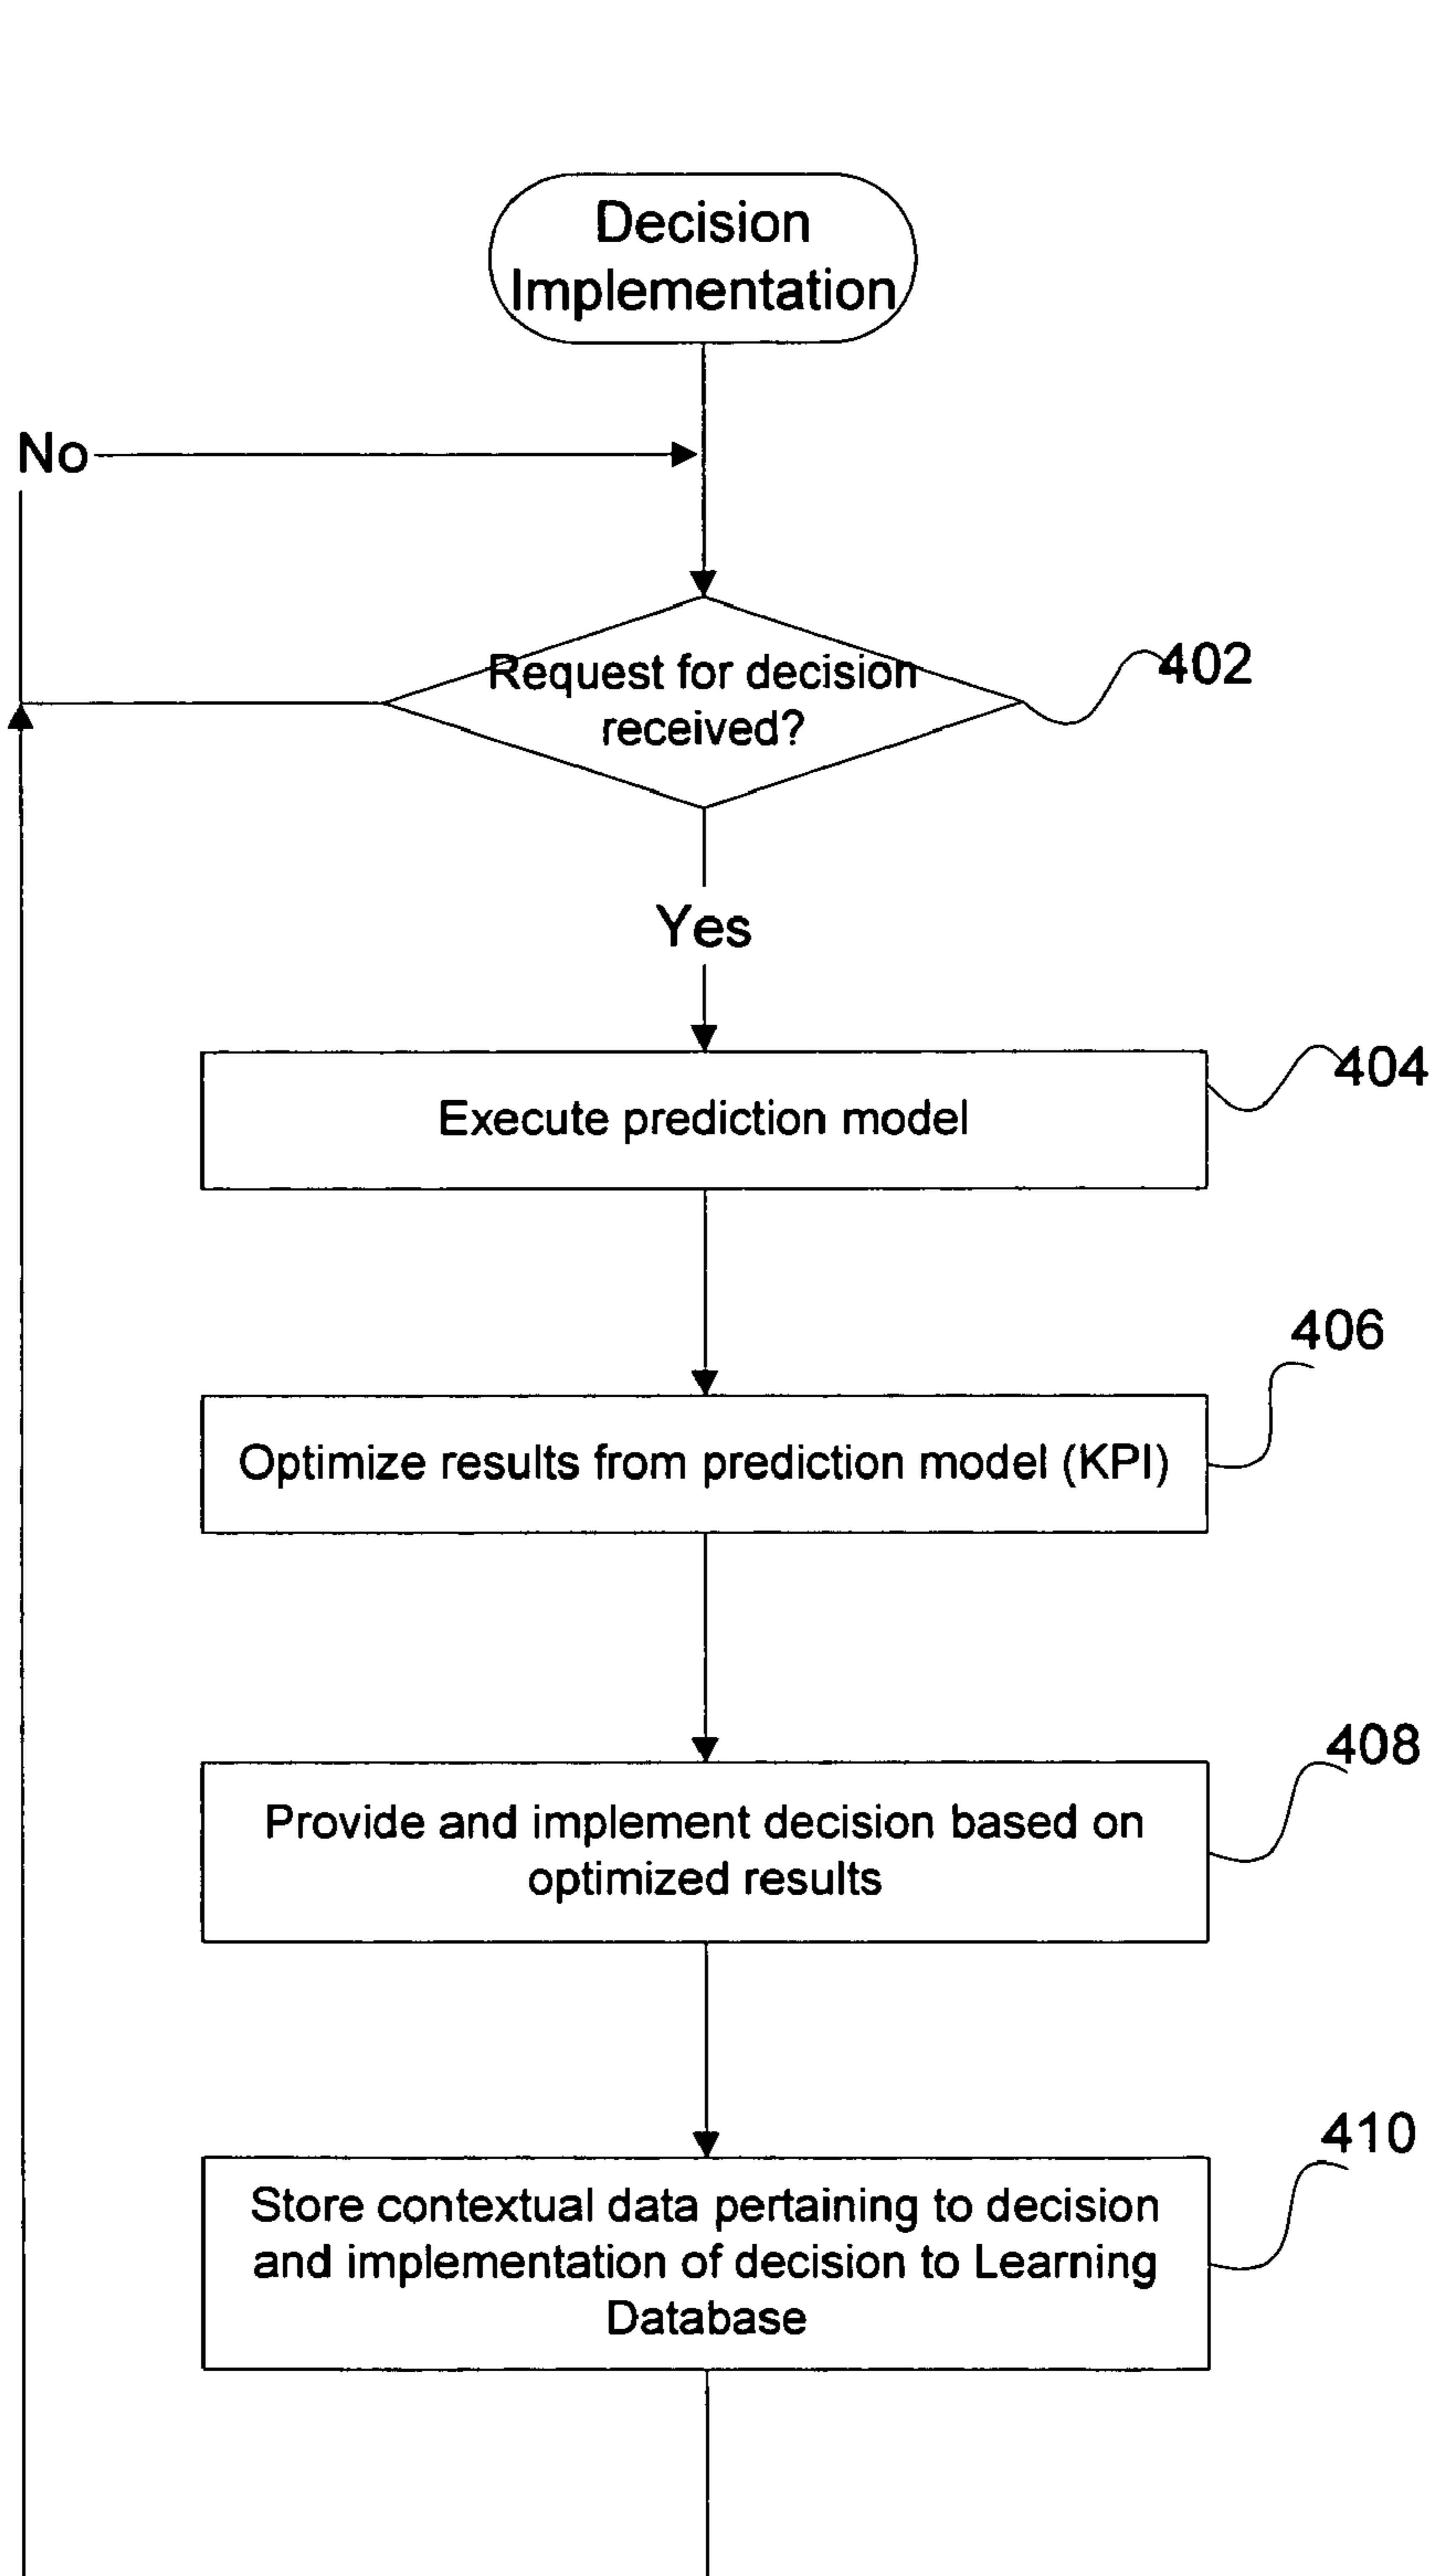 Decision
Implementation
No
Request for decision
received?
402
Yes
404
Execute prediction model
406
Optimize results from prediction model (KPI)
408
Provide and implement decision based on
optimized results
410
Store contextual data pertaining to decision
and implementation of decision to Learning
Database